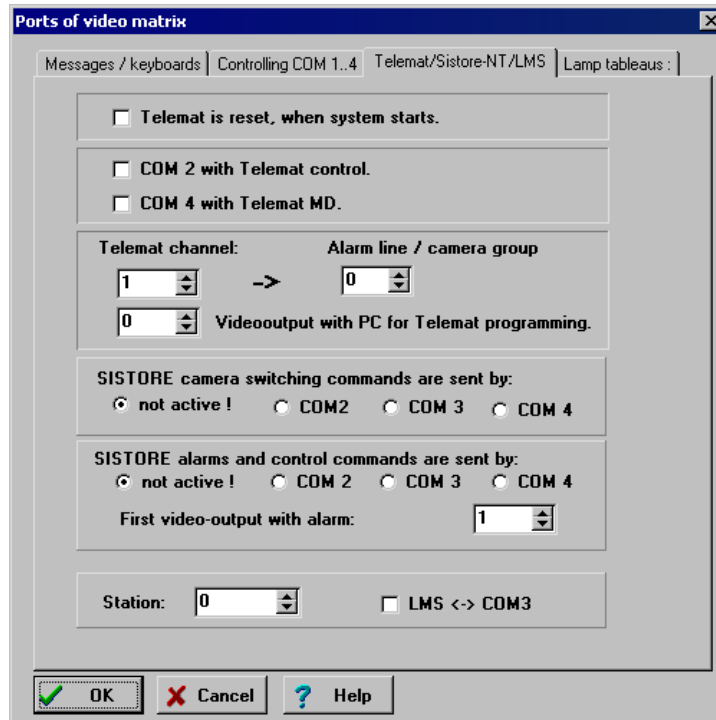 Ports of video matrix
Messages / keyboards Controlling COM 1..4 Telemat/Sistore-NT/LMS Lamp tableaus :
Telemat is reset, when system starts.
COM 2 with Telemat control.
COM 4 with Telemat MD.
Telemat channel: Alarm line / camera group
1 -> 0
0 Videooutput with PC for Telemat programming.
SISTORE camera switching commands are sent by:
not active ! COM2 COM 3 COM 4
SISTORE alarms and control commands are sent by:
not active ! COM 2 COM 3 COM 4
First video-output with alarm: 1
Station: 0 LMS <-> COM3
OK Cancel ? Help